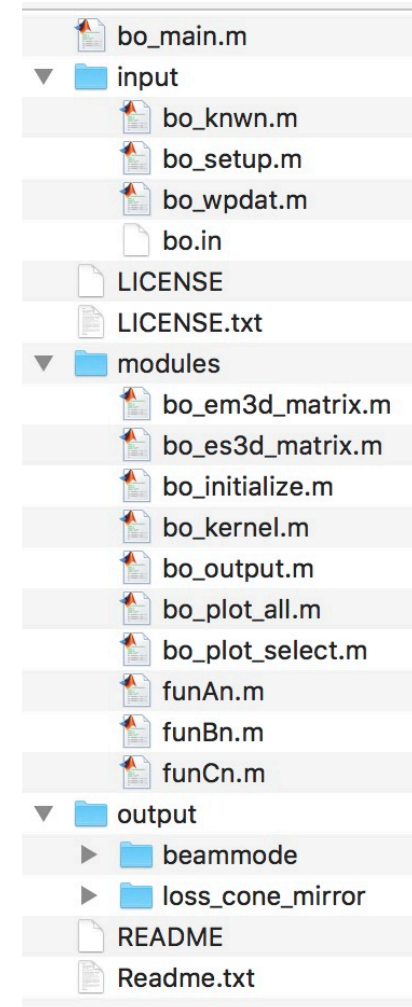 bo_main.m
input
bo_knwn.m
bo_setup.m
bo_wpdat.m
bo.in
LICENSE
LICENSE.txt
modules
bo_em3d_matrix.m
bo_es3d_matrix.m
bo_initialize.m
bo_kernel.m
bo_output.m
bo_plot_all.m
bo_plot_select.m
funAn.m
funBn.m
funCn.m
output
beammode
loss_cone_mirror
README
Readme.txt